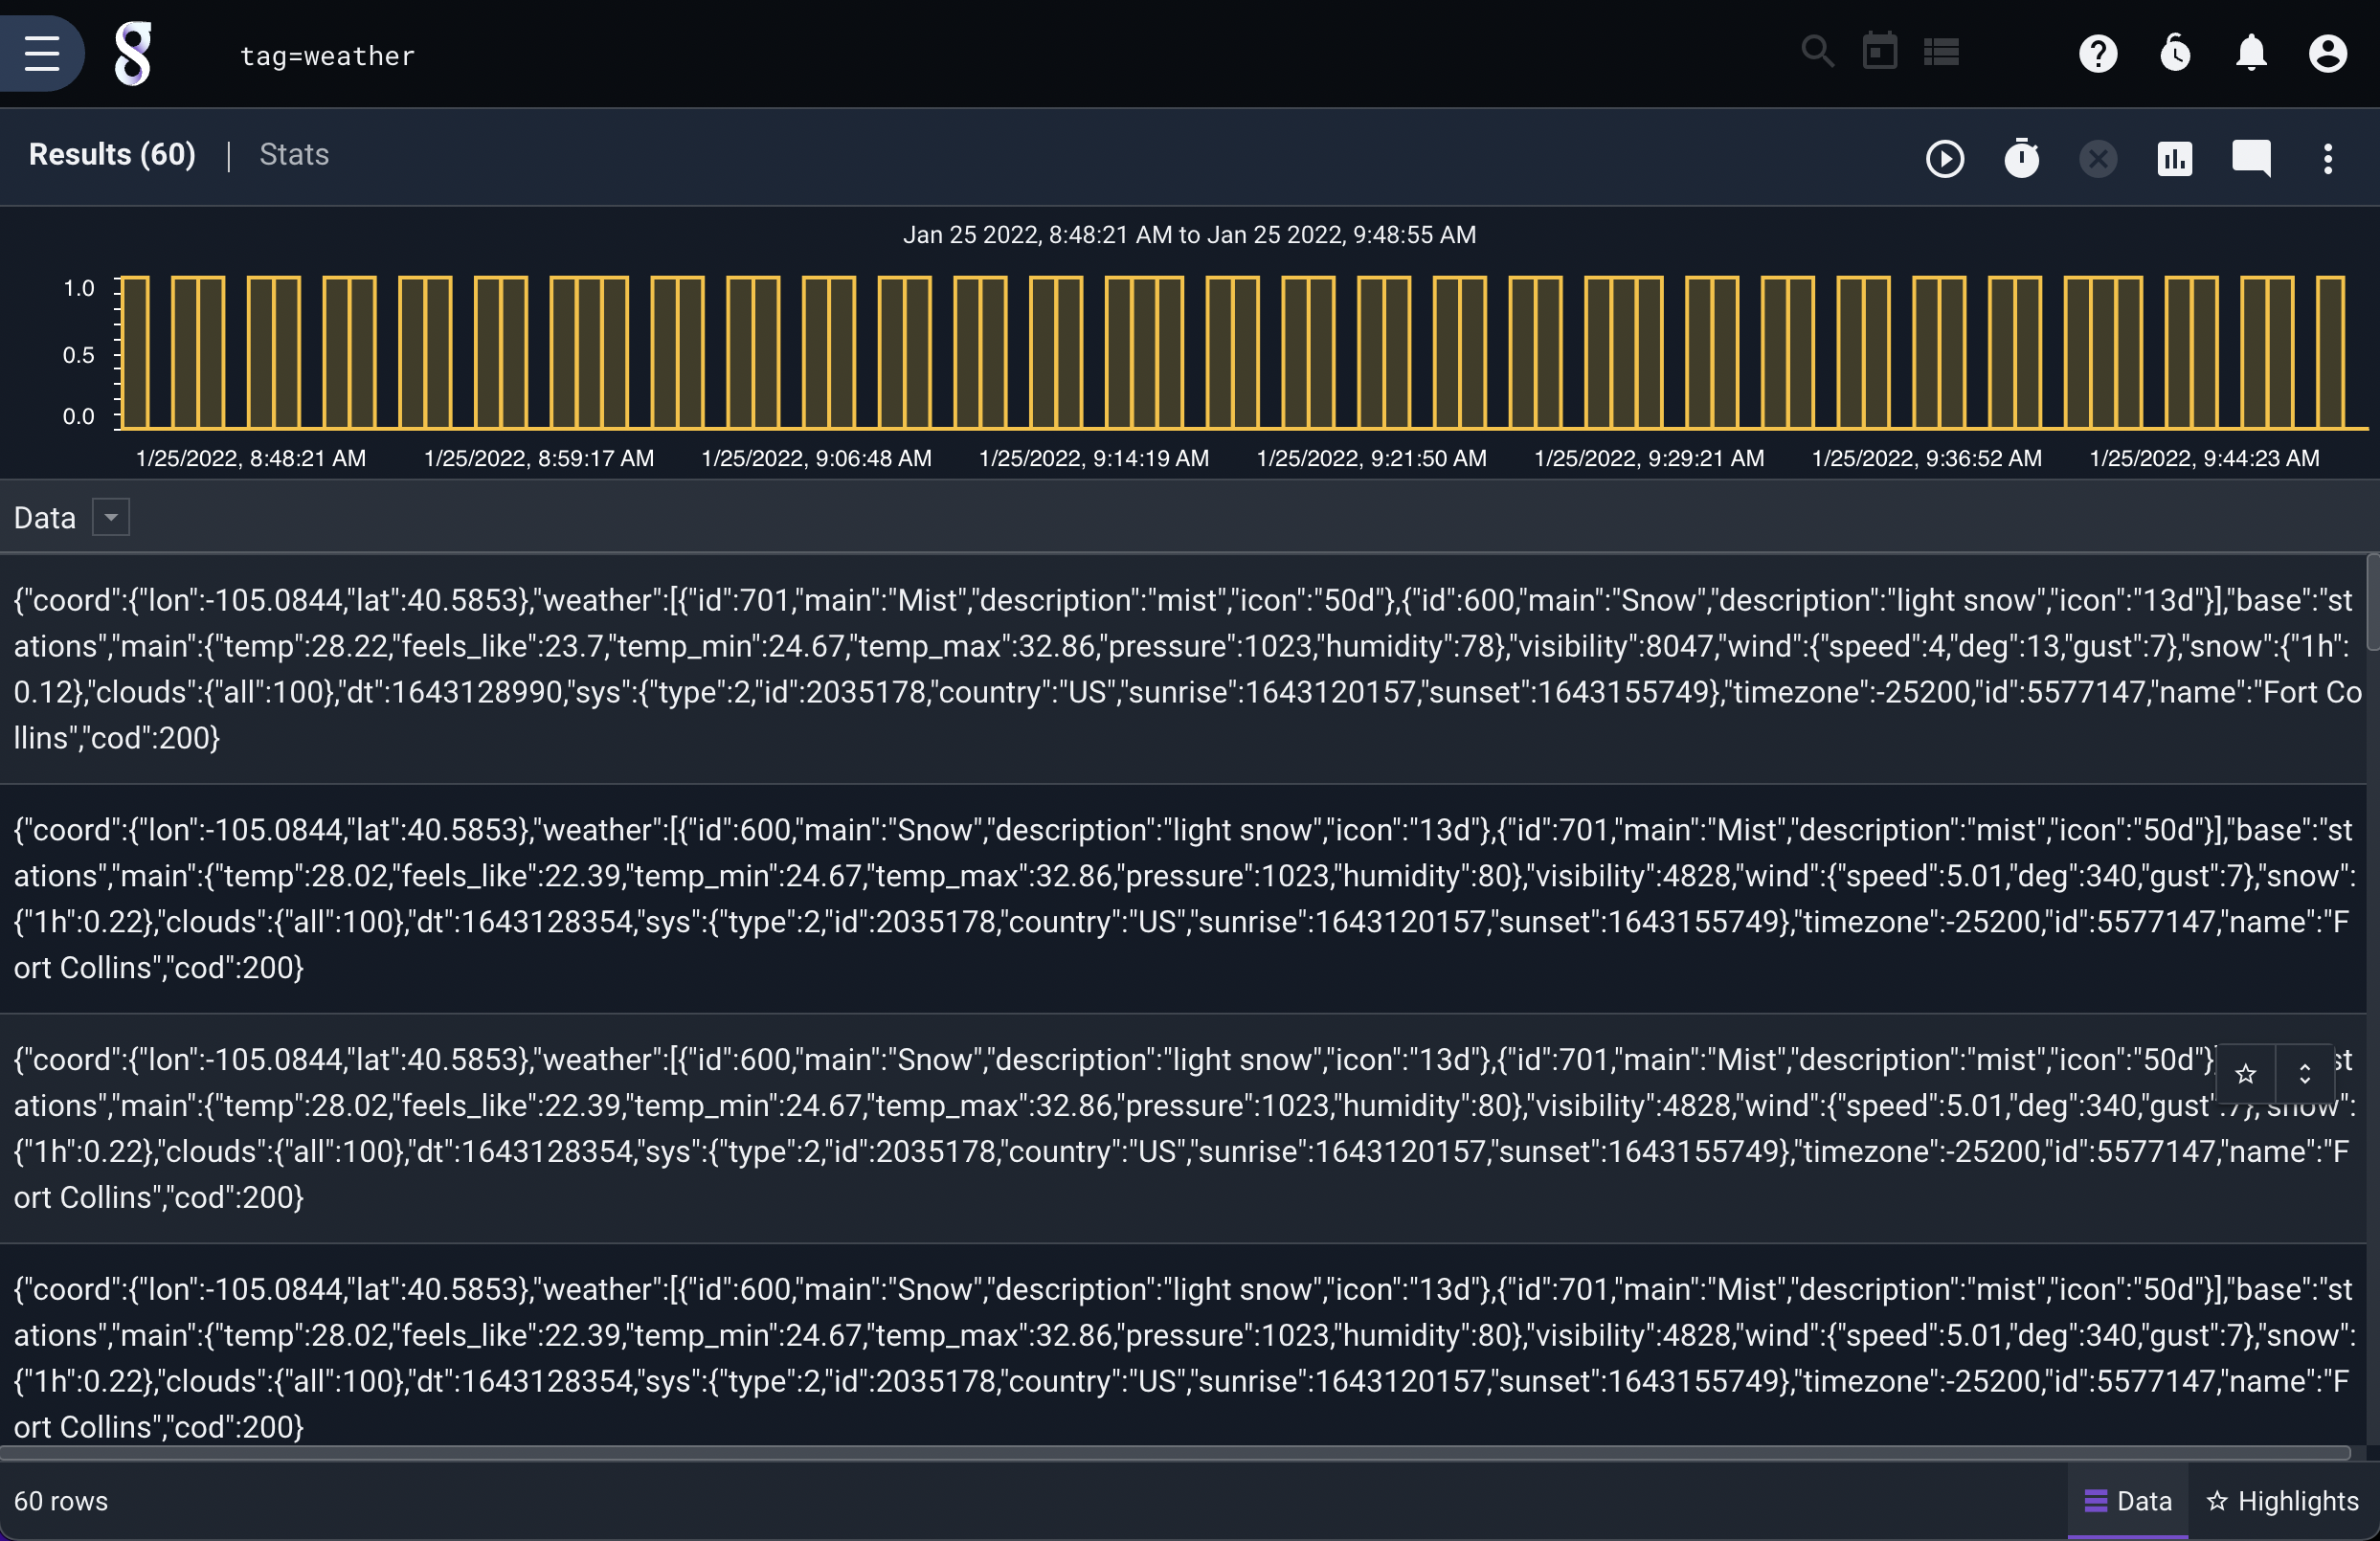 tag=weather
Results (60) | Stats
Jan 25 2022, 8:48:21 AM to Jan 25 2022, 9:48:55 AM
1.0
0.5
0.0
1/25/2022, 8:48:21 AM 1/25/2022, 8:59:17 AM 1/25/2022, 9:06:48 AM 1/25/2022, 9:14:19 AM 1/25/2022, 9:21:50 AM 1/25/2022, 9:29:21 AM 1/25/2022, 9:36:52 AM 1/25/2022, 9:44:23 AM
Data
{"coord":{"lon":-105.0844,"lat":40.5853},"weather":[{"id":701,"main":"Mist","description":"mist","icon":"50d"},{"id":600,"main":"Snow","description":"light snow","icon":"13d"}],"base":"st
ations","main":{"temp":28.22,"feels_like":23.7,"temp_min":24.67,"temp_max":32.86,"pressure":1023,"humidity":78},"visibility":8047,"wind":{"speed":4,"deg":13,"gust":7},"snow":{"1h":
0.12},"clouds":{"all":100},"dt":1643128990,"sys":{"type":2,"id":2035178,"country":"US","sunrise":1643120157,"sunset":1643155749},"timezone":-25200,"id":5577147,"name":"Fort Co
llins","cod":200}
{"coord":{"lon":-105.0844,"lat":40.5853},"weather":[{"id":600,"main":"Snow","description":"light snow","icon":"13d"},{"id":701,"main":"Mist","description":"mist","icon":"50d"}],"base":"st
ations","main":{"temp":28.02,"feels_like":22.39,"temp_min":24.67,"temp_max":32.86,"pressure":1023,"humidity":80},"visibility":4828,"wind":{"speed":5.01,"deg":340,"gust":7},"snow":
{"1h":0.22},"clouds":{"all":100},"dt":1643128354,"sys":{"type":2,"id":2035178,"country":"US","sunrise":1643120157,"sunset":1643155749},"timezone":-25200,"id":5577147,"name":"F
ort Collins","cod":200}
{"coord":{"lon":-105.0844,"lat":40.5853},"weather":[{"id":600,"main":"Snow","description":"light snow","icon":"13d"},{"id":701,"main":"Mist","description":"mist","icon":"50d"} st
ations","main":{"temp":28.02,"feels_like":22.39,"temp_min":24.67,"temp_max":32.86,"pressure":1023,"humidity":80},"visibility":4828,"wind":{"speed":5.01,"deg":340,"gust":7},"snow":
{"1h":0.22},"clouds":{"all":100},"dt":1643128354,"sys":{"type":2,"id":2035178,"country":"US","sunrise":1643120157,"sunset":1643155749},"timezone":-25200,"id":5577147,"name":"F
ort Collins","cod":200}
{"coord":{"lon":-105.0844,"lat":40.5853},"weather":[{"id":600,"main":"Snow","description":"light snow","icon":"13d"},{"id":701,"main":"Mist","description":"mist","icon":"50d"}],"base":"st
ations","main":{"temp":28.02,"feels_like":22.39,"temp_min":24.67,"temp_max":32.86,"pressure":1023,"humidity":80},"visibility":4828,"wind":{"speed":5.01,"deg":340,"gust":7},"snow":
{"1h":0.22},"clouds":{"all":100},"dt":1643128354,"sys":{"type":2,"id":2035178,"country":"US","sunrise":1643120157,"sunset":1643155749},"timezone":-25200,"id":5577147,"name":"F
ort Collins","cod":200}
60 rows
Data
Highlights